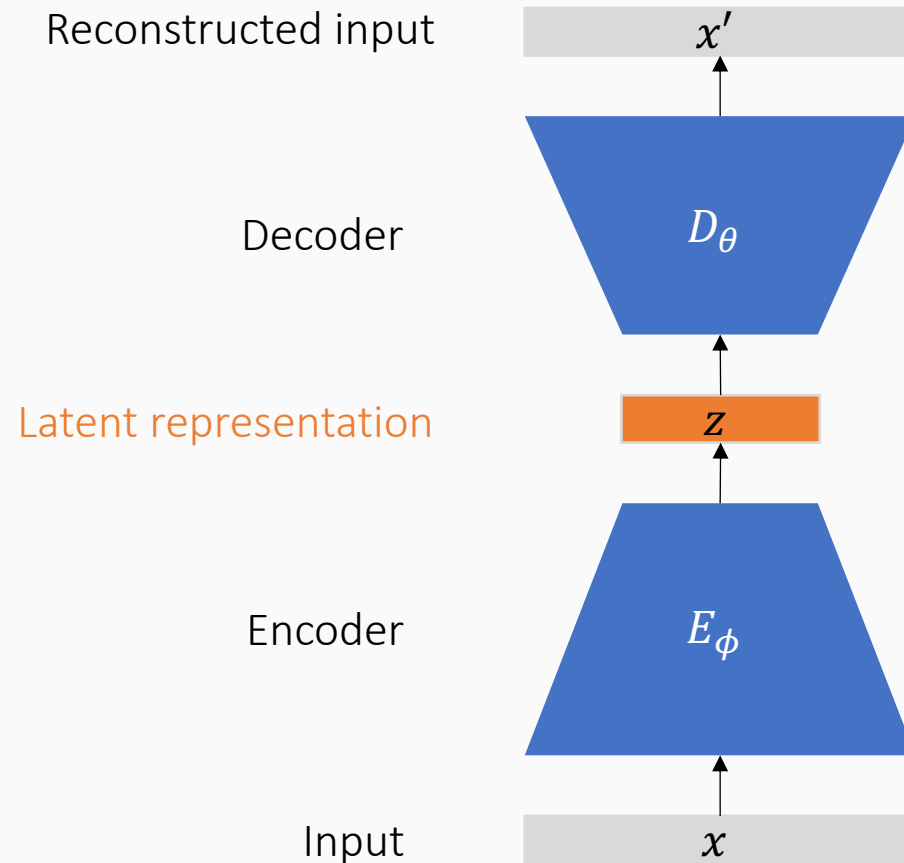 Reconstructed input x′
Decoder D_θ
Latent representation z
Encoder E_ϕ
Input x